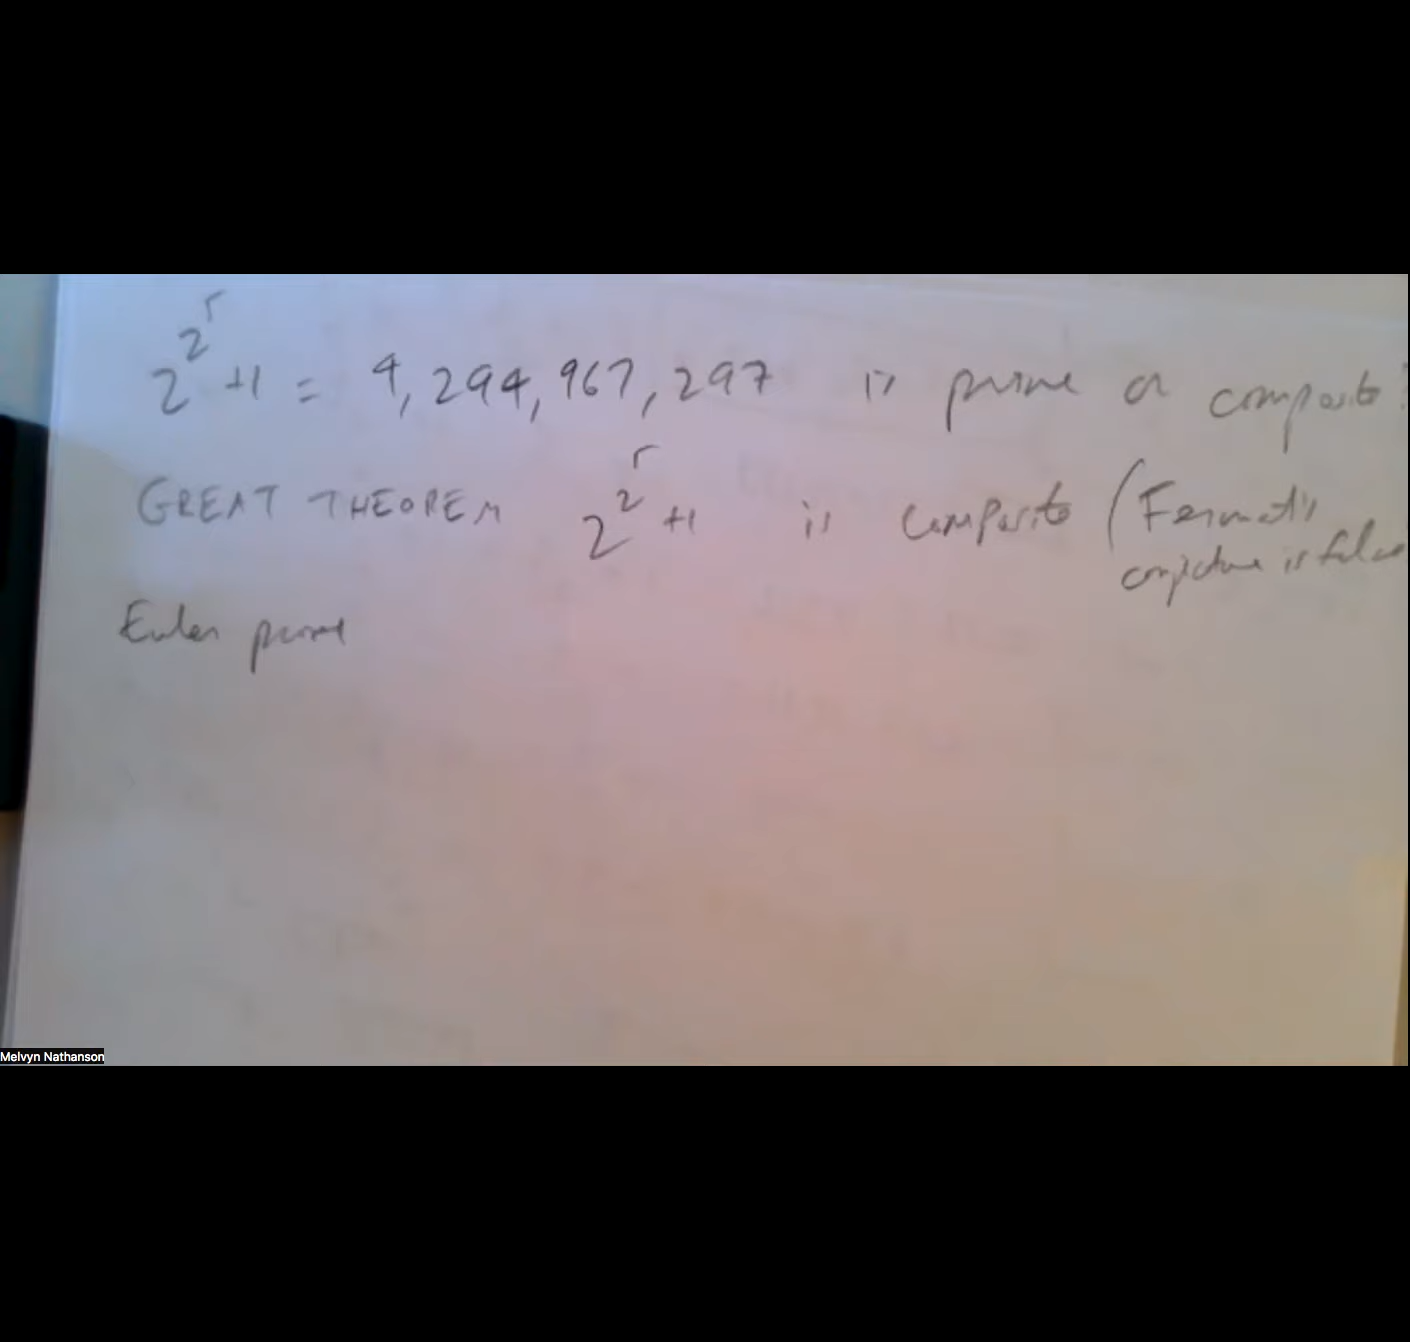 2^2^5 +1 = 4,294,967,297 is prime or composite?
GREAT THEOREM 2^2^5 +1 is composite (Fermat's
conjecture is false
Euler prime
Melvyn Nathanson